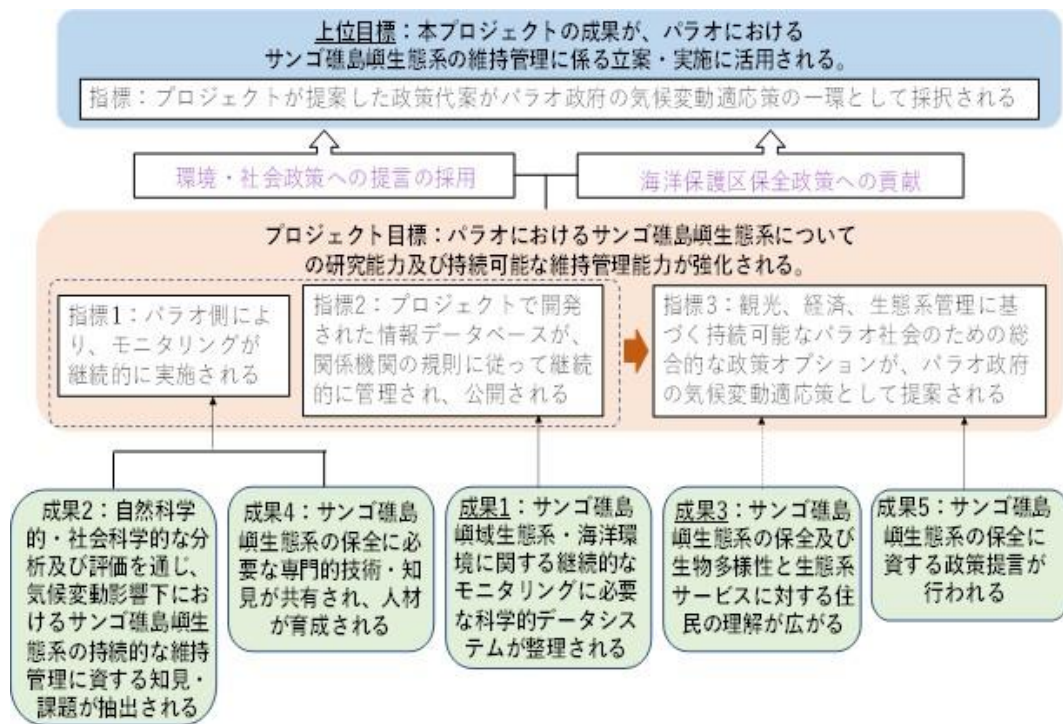 上位目標：本プロジェクトの成果が、パラオにおける
サンゴ礁島嶼生態系の維持管理に係る立案・実施に活用される。
指標：プロジェクトが提案した政策代案がパラオ政府の気候変動適応策の一環として採択される
環境・社会政策への提言の採用
海洋保護区保全政策への貢献
プロジェクト目標：パラオにおけるサンゴ礁島嶼生態系について
の研究能力及び持続可能な維持管理能力が強化される。
指標1：パラオ側によ
り、モニタリングが
継続的に実施される
指標2：プロジェクトで開発
された情報データベースが、
関係機関の規則に従って継続
的に管理され、公開される
指標3：観光、経済、生態系管理に基
づく持続可能なパラオ社会のための総
合的な政策オプションが、パラオ政府
の気候変動適応策として提案される
成果2：自然科学
的・社会科学的な分
析及び評価を通じ、
気候変動影響下にお
けるサンゴ礁島嶼生
態系の持続的な維持
管理に資する知見・
課題が抽出される
成果4：サンゴ礁島
嶼生態系の保全に必
要な専門的技術・知
見が共有され、人材
が育成される
成果1：サンゴ礁島
嶼域生態系・海洋環
境に関する継続的な
モニタリングに必要
な科学的データシス
テムが整理される
成果3：サンゴ礁島
嶼生態系の保全及び
生物多様性と生態系
サービスに対する住
民の理解が広がる
成果5：サンゴ礁島
嶼生態系の保全に
資する政策提言が
行われる